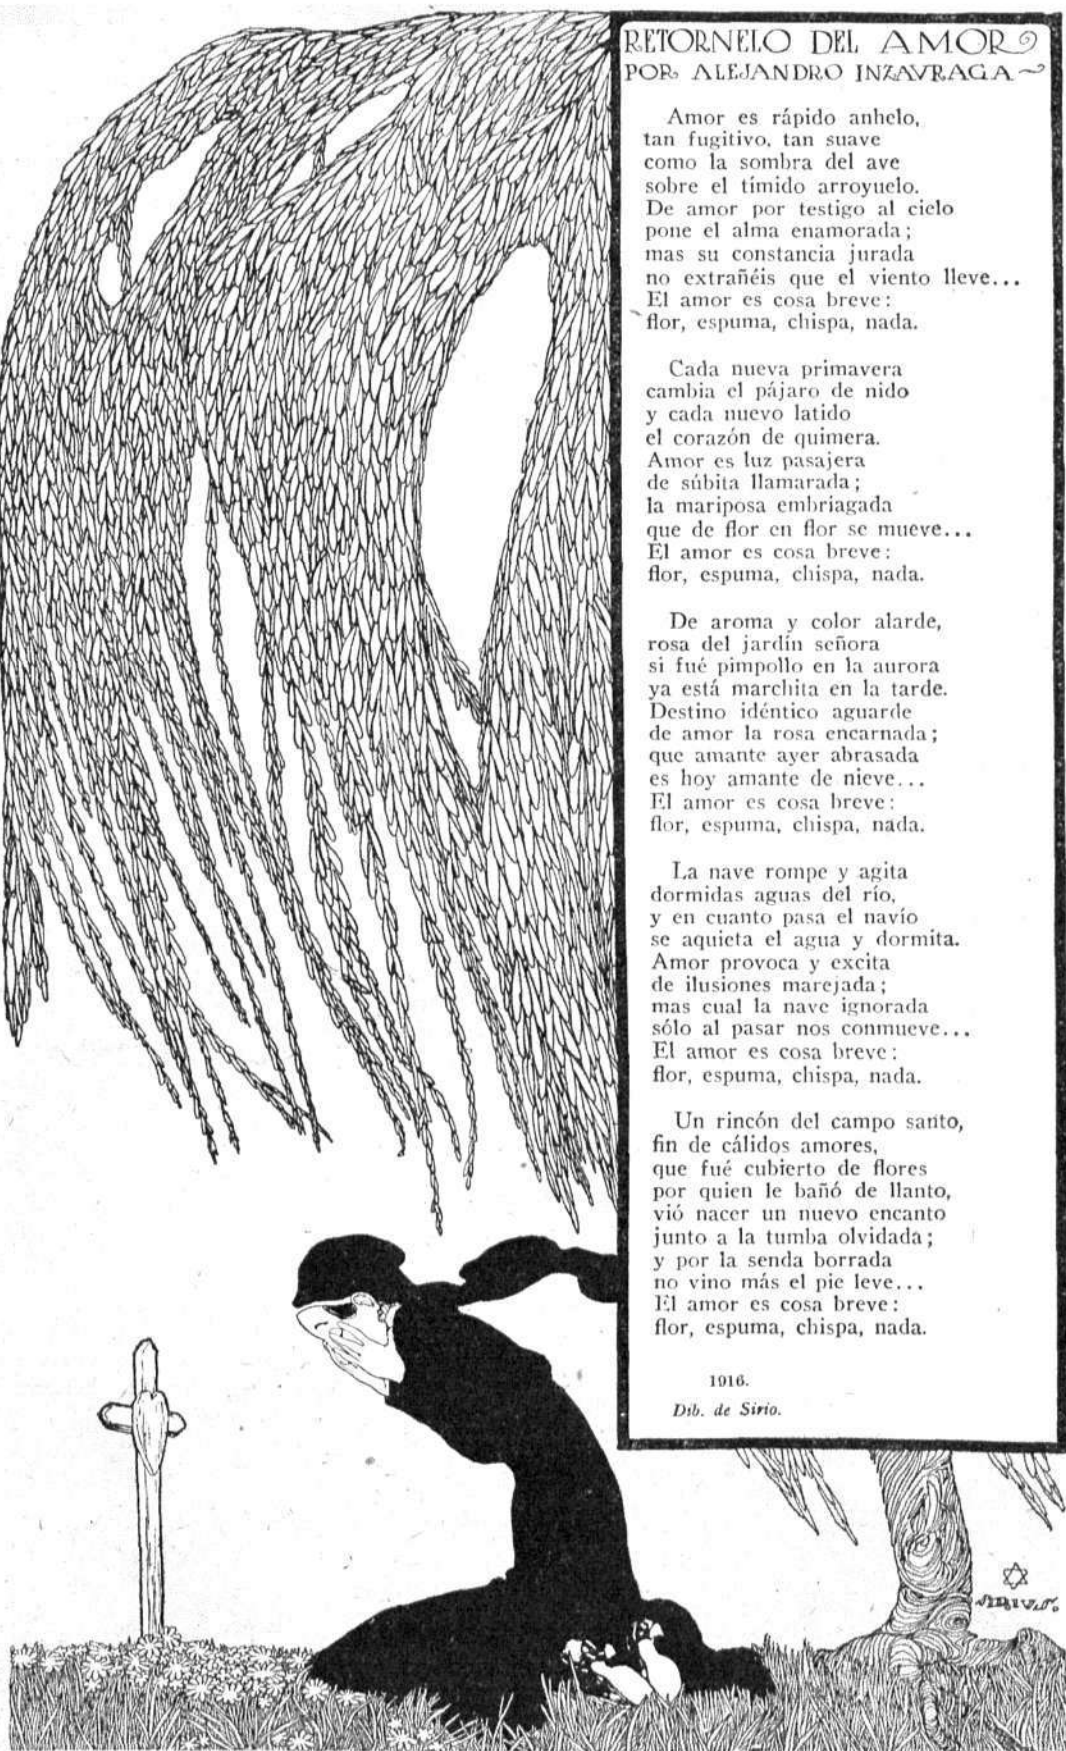 RETORNELO DEL AMOR
POR ALEJANDRO INZAVRAGA
Amor es rápido anhelo,
tan fugitivo, tan suave
como la sombra del ave
sobre el tímido arroyuelo.
De amor por testigo al cielo
pone el alma enamorada;
mas su constancia jurada
no extrañéis que el viento lleve...
El amor es cosa breve:
flor, espuma, chispa, nada.
Cada nueva primavera
cambia el pájaro de nido
y cada nuevo latido
el corazón de quimera.
Amor es luz pasajera
de súbita llamarada;
la mariposa embriagada
que de flor en flor se mueve...
El amor es cosa breve:
flor, espuma, chispa, nada.
De aroma y color alarde,
rosa del jardín señora
si fué pimpollo en la aurora
ya está marchita en la tarde.
Destino idéntico aguarde
de amor la rosa encarnada;
que amante ayer abrasada
es hoy amante de nieve...
El amor es cosa breve:
flor, espuma, chispa, nada.
La nave rompe y agita
dormidas aguas del río,
y en cuanto pasa el navío
se aquieta el agua y dormita.
Amor provoca y excita
de ilusiones marejada;
mas cual la nave ignorada
sólo al pasar nos conmueve...
El amor es cosa breve:
flor, espuma, chispa, nada.
Un rincón del campo santo,
fin de cálidos amores,
que fué cubierto de flores
por quien le bañó de llanto,
vió nacer un nuevo encanto
junto a la tumba olvidada;
y por la senda borrada
no vino más el pie leve...
El amor es cosa breve:
flor, espuma, chispa, nada.
1916.
Dib. de Sirio.
SIRIVS.